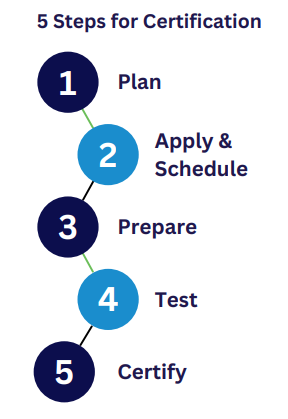 5 Steps for Certification
1 Plan
2 Apply &
Schedule
3 Prepare
4 Test
5 Certify